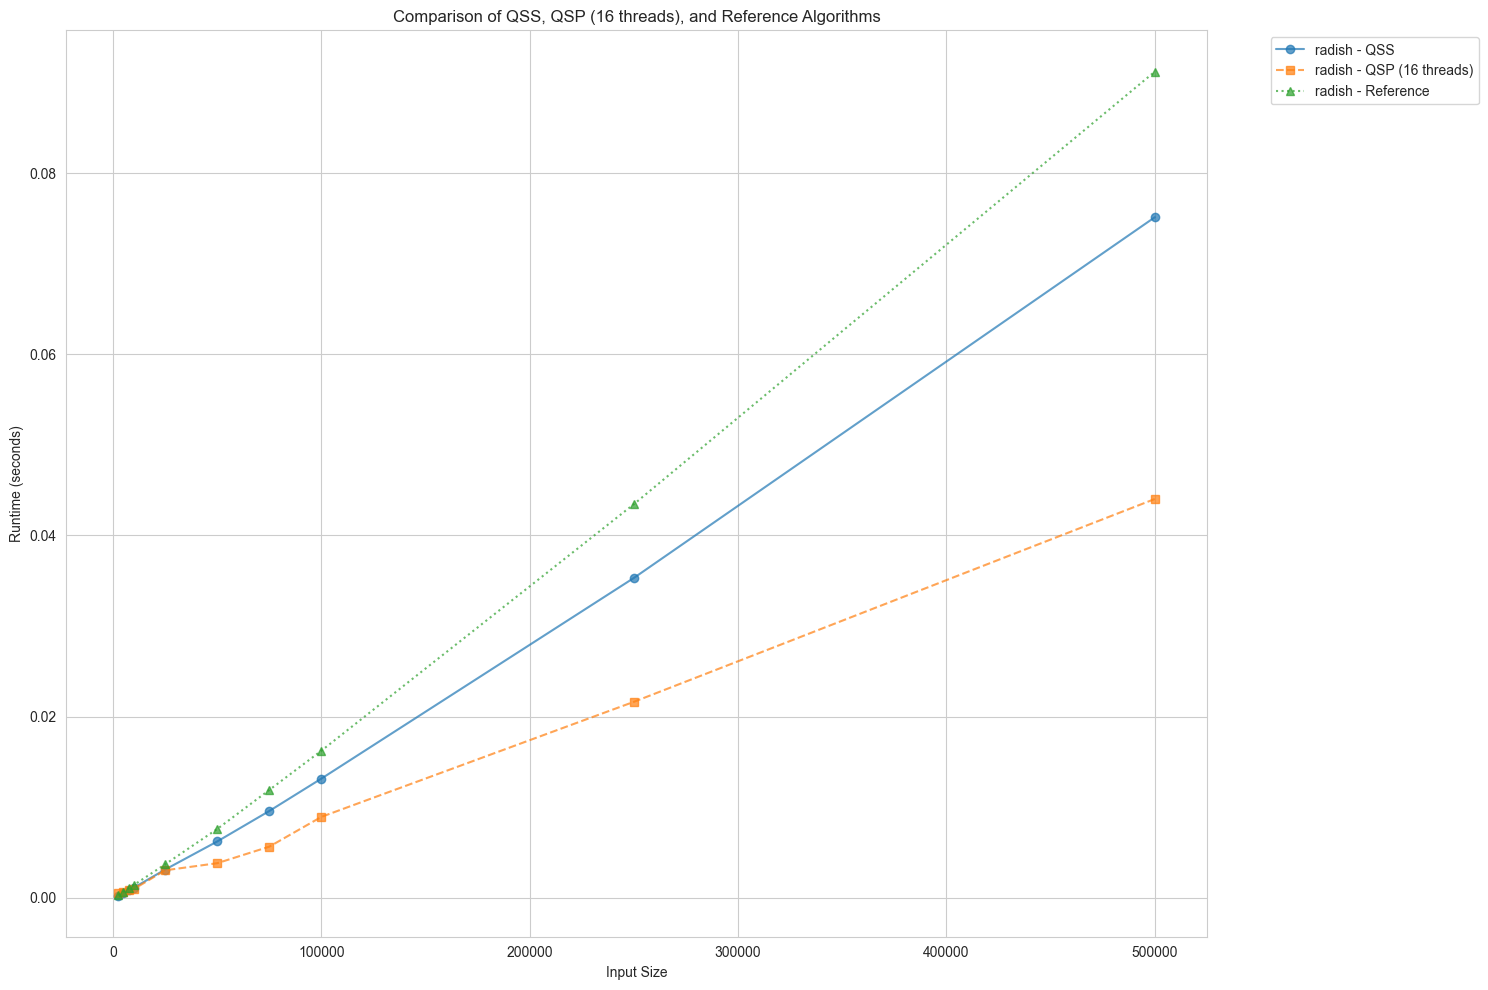 Comparison of QSS, QSP (16 threads), and Reference Algorithms
radish - QSS
radish - QSP (16 threads)
radish - Reference
Runtime (seconds)
0.08
0.06
0.04
0.02
0.00
0 100000 200000 300000 400000 500000
Input Size